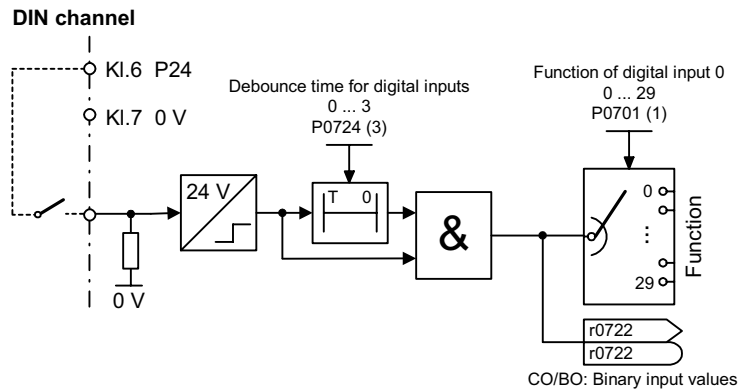 DIN channel
Kl.6 P24
Kl.7 0 V
Debounce time for digital inputs
0 ... 3
P0724 (3)
Function of digital input 0
0 ... 29
P0701 (1)
24 V
T 0
&
0
⋮
29
Function
0 V
r0722
r0722
CO/BO: Binary input values